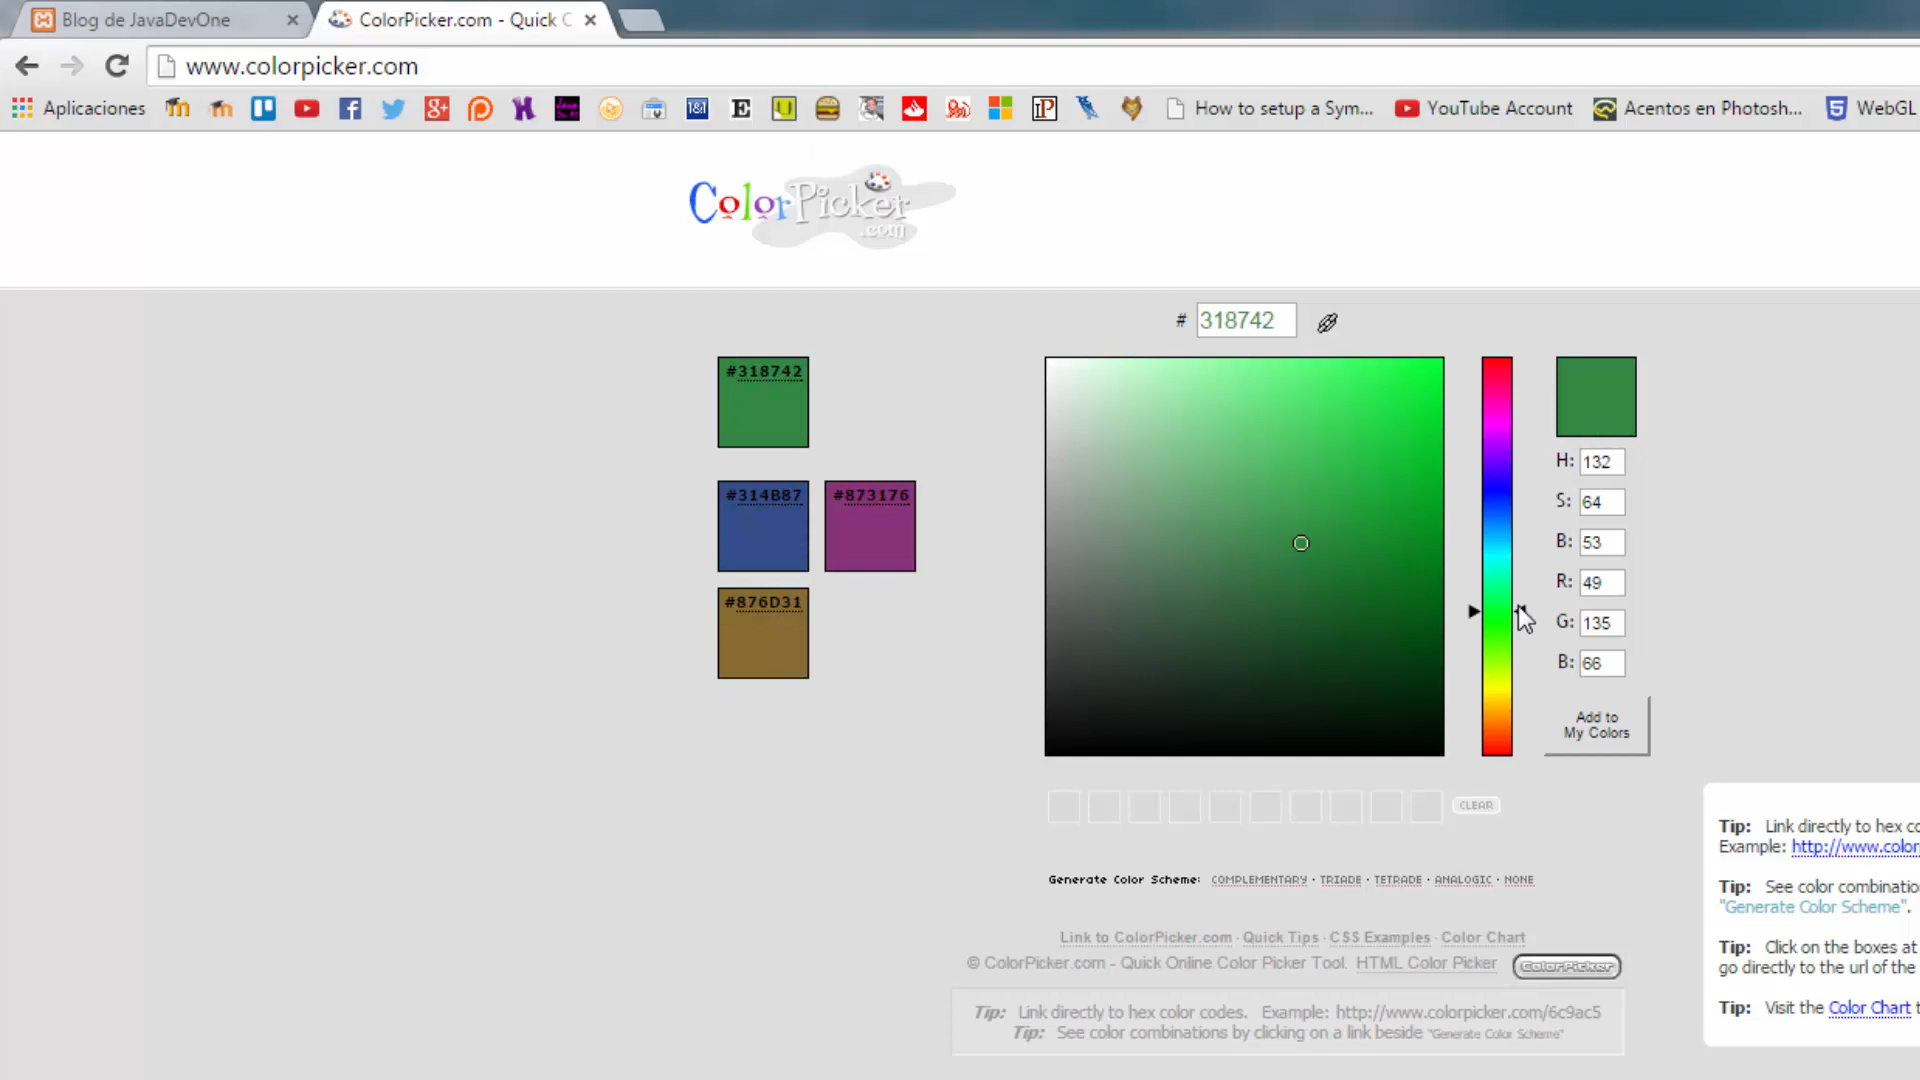 Blog de JavaDevOne
ColorPicker.com - Quick C
www.colorpicker.com
Aplicaciones
How to setup a Sym...
YouTube Account
Acentos en Photosh...
WebGL
ColorPicker
.com
# 318742
#318742
#314B87
#873176
#876D31
H: 132
S: 64
B: 53
R: 49
G: 135
B: 66
Add to
My Colors
CLEAR
Generate Color Scheme: COMPLEMENTARY · TRIADE · TETRADE · ANALOGIC · NONE
Link to ColorPicker.com · Quick Tips · CSS Examples · Color Chart
© ColorPicker.com - Quick Online Color Picker Tool. HTML Color Picker
ColorPicker
Tip: Link directly to hex color codes. Example: http://www.colorpicker.com/6c9ac5
Tip: See color combinations by clicking on a link beside "Generate Color Scheme"
Tip: Link directly to hex co
Example: http://www.color
Tip: See color combinatio
"Generate Color Scheme".
Tip: Click on the boxes at
go directly to the url of the
Tip: Visit the Color Chart t